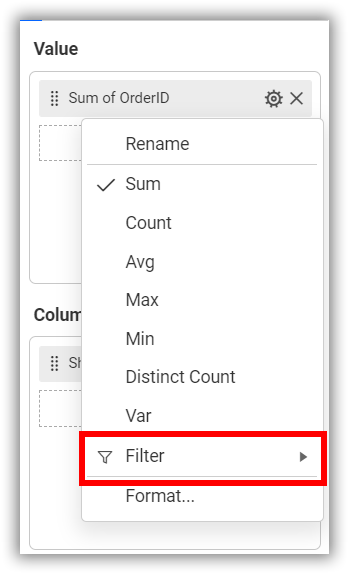 Value
Sum of OrderID
Rename
Sum
Count
Avg
Max
Min
Distinct Count
Var
Filter
Format...
Colum
Sh